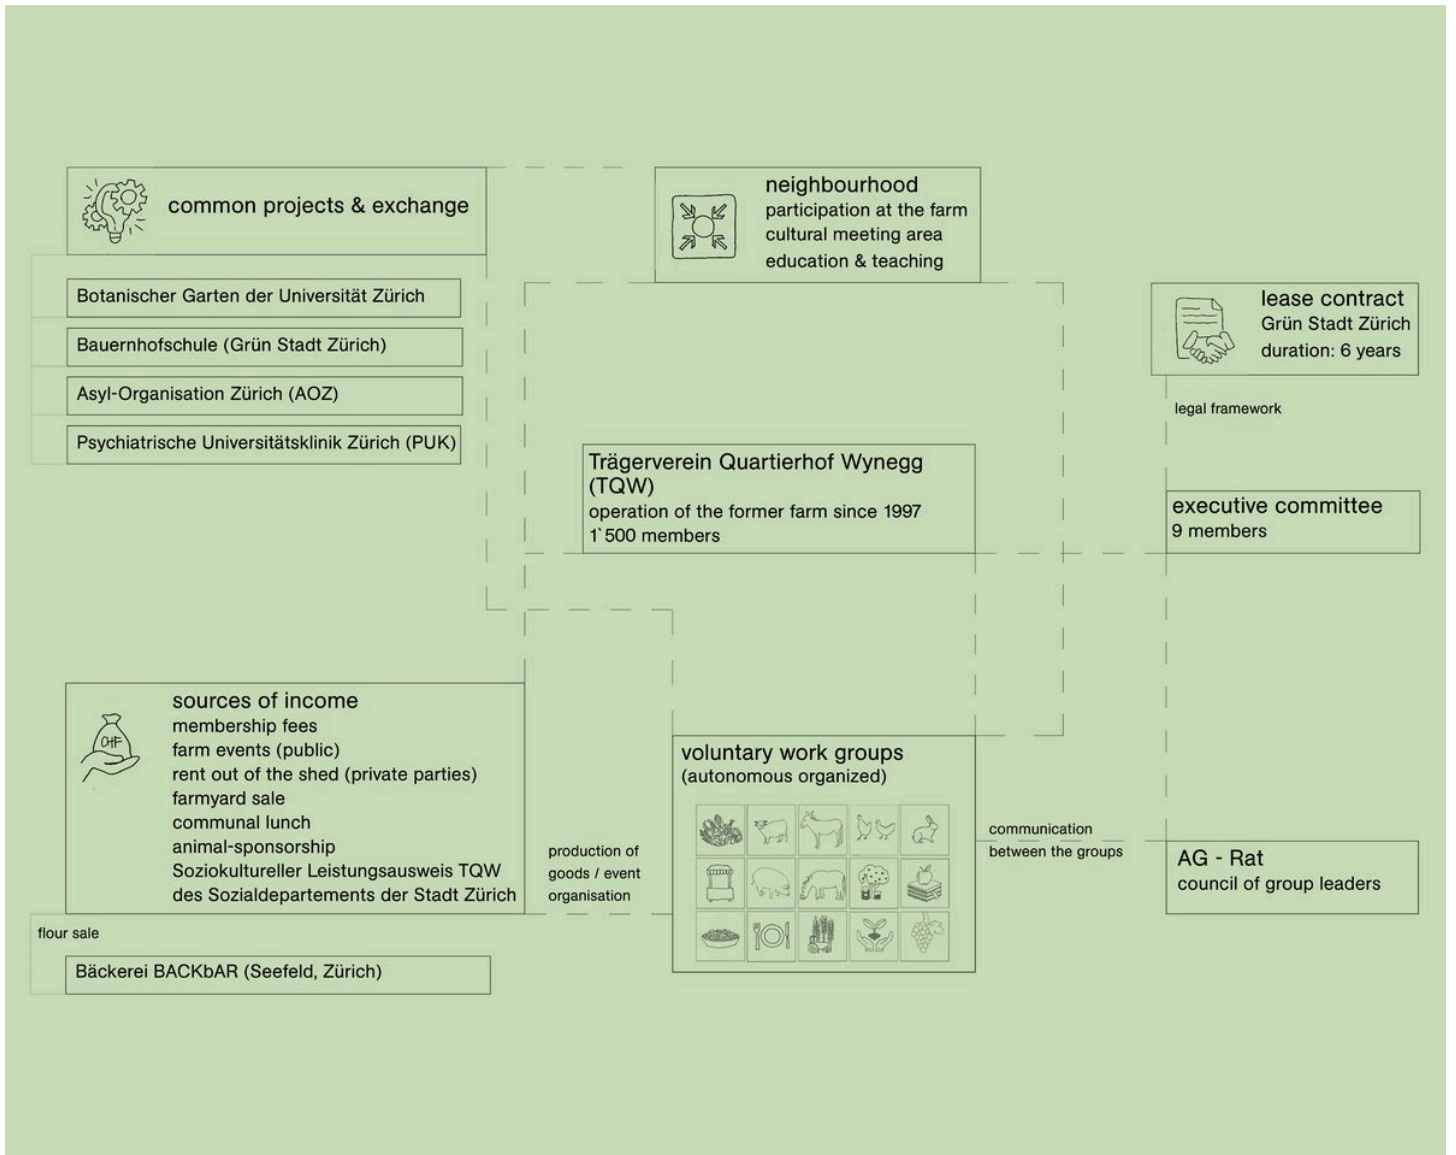 common projects & exchange
Botanischer Garten der Universität Zürich
Bauernhofschule (Grün Stadt Zürich)
Asyl-Organisation Zürich (AOZ)
Psychiatrische Universitätsklinik Zürich (PUK)
neighbourhood
participation at the farm
cultural meeting area
education & teaching
lease contract
Grün Stadt Zürich
duration: 6 years
legal framework
Trägerverein Quartierhof Wynegg
(TQW)
operation of the former farm since 1997
1`500 members
executive committee
9 members
sources of income
CHF
membership fees
farm events (public)
rent out of the shed (private parties)
farmyard sale
communal lunch
animal-sponsorship
Soziokultureller Leistungsausweis TQW
des Sozialdepartements der Stadt Zürich
flour sale
Bäckerei BACKbAR (Seefeld, Zürich)
production of
goods / event
organisation
voluntary work groups
(autonomous organized)
communication
between the groups
AG - Rat
council of group leaders